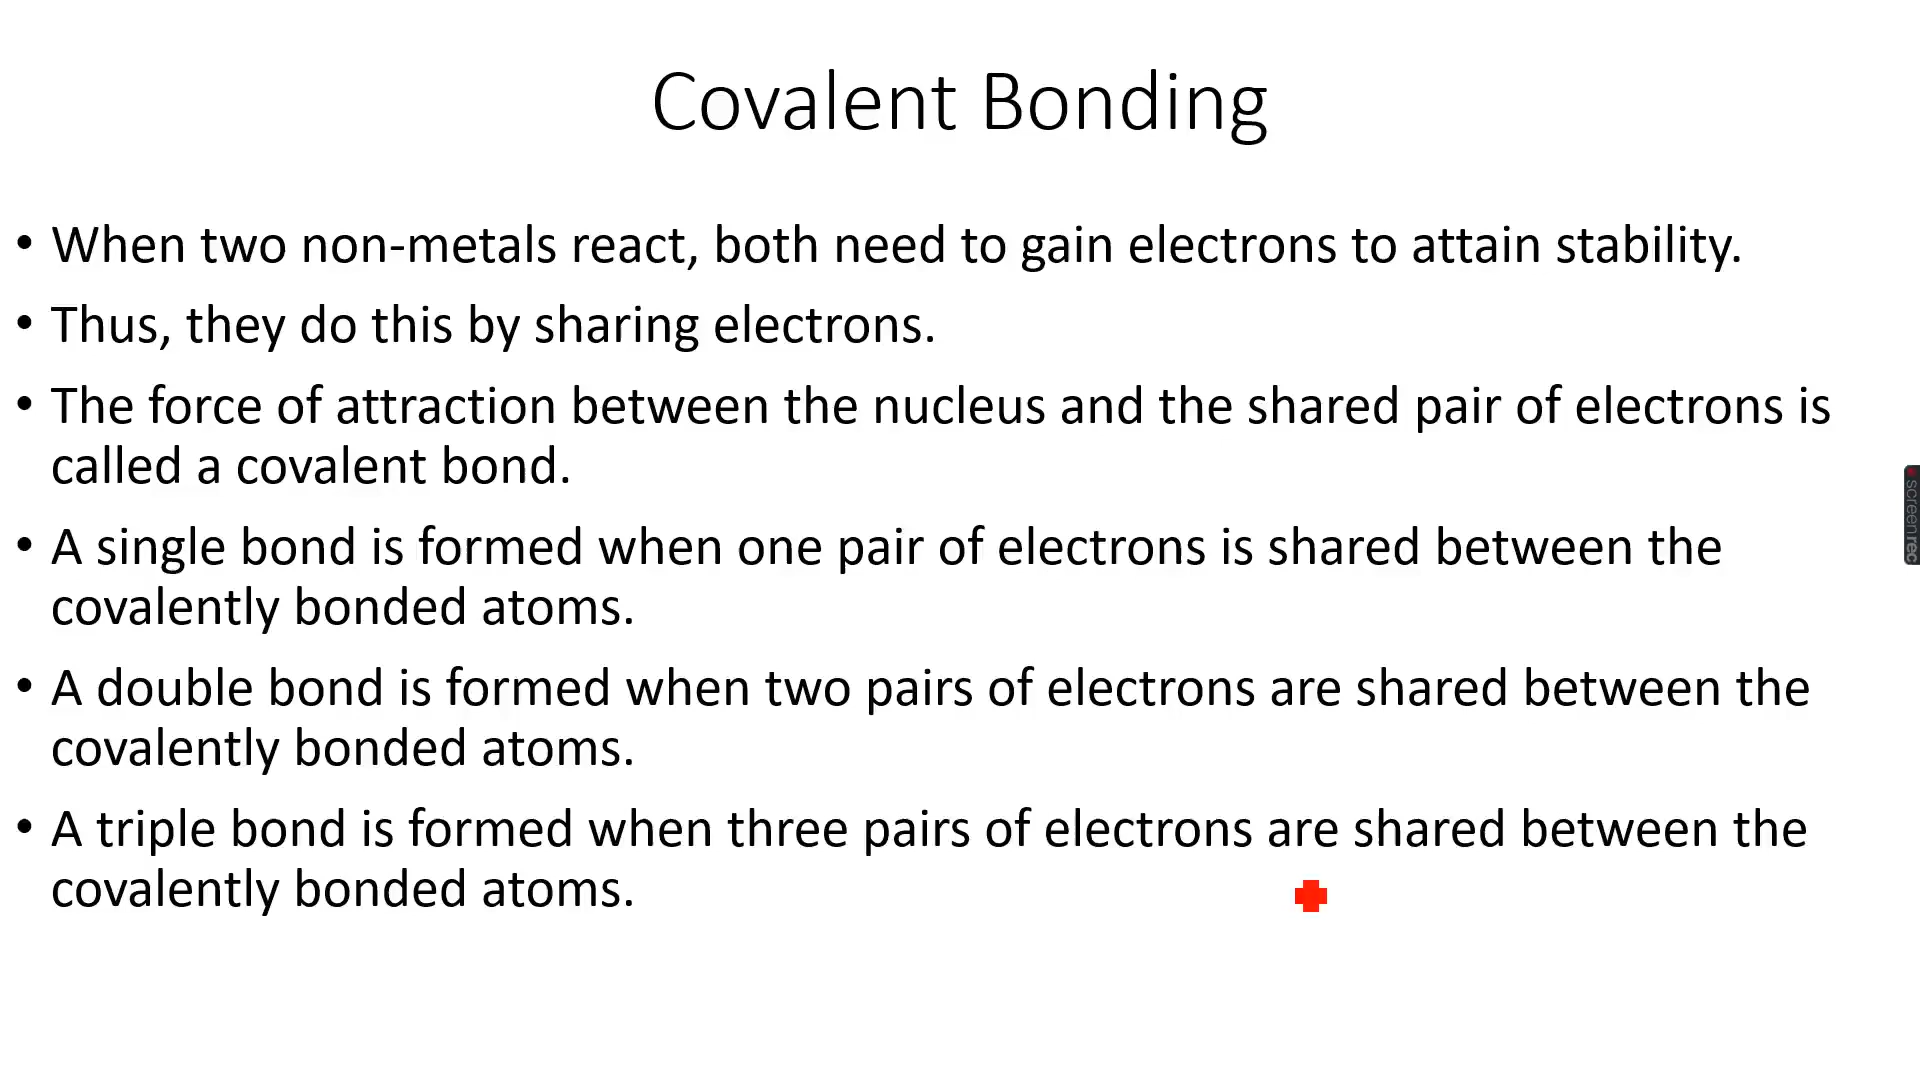 Covalent Bonding
• When two non-metals react, both need to gain electrons to attain stability.
• Thus, they do this by sharing electrons.
• The force of attraction between the nucleus and the shared pair of electrons is
called a covalent bond.
• A single bond is formed when one pair of electrons is shared between the
covalently bonded atoms.
• A double bond is formed when two pairs of electrons are shared between the
covalently bonded atoms.
• A triple bond is formed when three pairs of electrons are shared between the
covalently bonded atoms.
screenrec